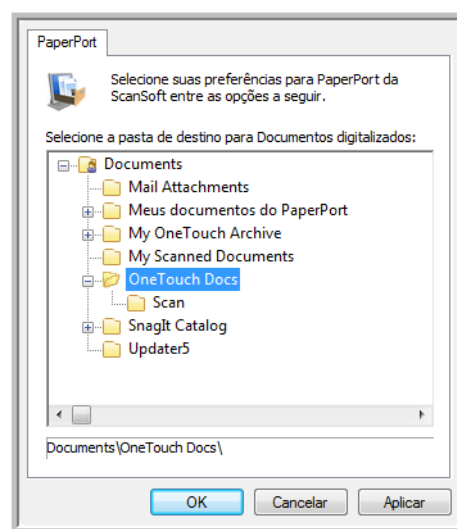 PaperPort
Selecione suas preferências para PaperPort da
ScanSoft entre as opções a seguir.
Selecione a pasta de destino para Documentos digitalizados:
Documents
Mail Attachments
Meus documentos do PaperPort
My OneTouch Archive
My Scanned Documents
OneTouch Docs
Scan
SnagIt Catalog
Updater5
Documents\OneTouch Docs\
OK Cancelar Aplicar